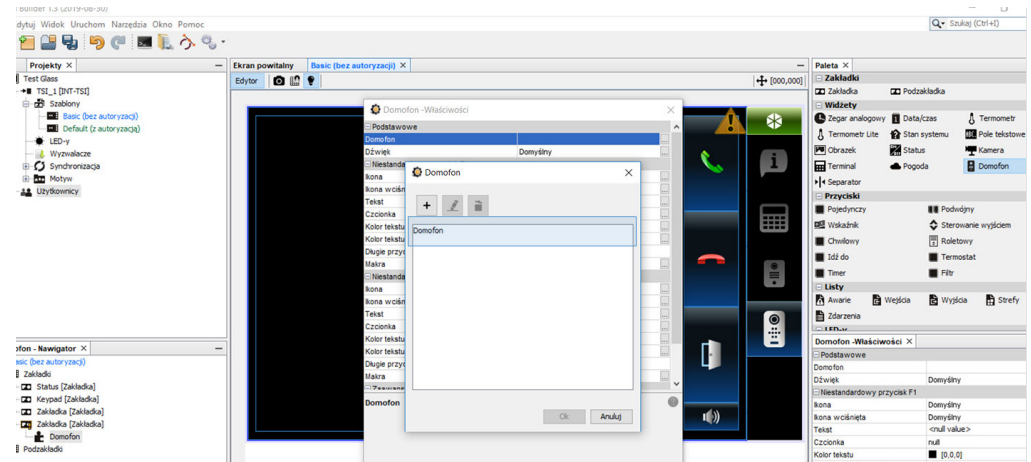 Builder 1.3 (2019-08-30)
dytuj Widok Uruchom Narzędzia Okno Pomoc
Szukaj (Ctrl+I)
Projekty
Ekran powitalny Basic (bez autoryzacji)
Paleta
Test Glass
Edytor [000,000]
Zakładki
TSI_1 [INT-TSI]
Zakładka Podzakładka
Szablony
Domofon -Właściwości
Widżety
Basic (bez autoryzacji)
Podstawowe
Zegar analogowy Data/czas Termometr
Default (z autoryzacją)
Domofon
Termometr Lite Stan systemu Pole tekstowe
LED-y
Dźwięk Domyślny
Obrazek Status Kamera
Wyzwalacze
Niestanda
Terminal Pogoda Domofon
Synchronizacja
Ikona
Domofon
Separator
Motyw
Ikona wciśn
Przyciski
Użytkownicy
Tekst
Pojedynczy Podwójny
Czcionka
Wskaźnik Sterowanie wyjściem
Kolor tekstu
Domofon
Kolor tekstu
Chwilowy Roletowy
Długie przyc
Idź do Termostat
Makra
Timer Filtr
Niestanda
Listy
Ikona
Awarie Wejścia Wyjścia Strefy
Ikona wciśn
Tekst
Zdarzenia
Czcionka
LED-y
Kolor tekstu
ofon - Nawigator
Domofon -Właściwości
Kolor tekstu
asic (bez autoryzacji)
Podstawowe
Długie przyc
Zakładki
Domofon
Makra
Status [Zakładka]
Dźwięk Domyślny
Zaawans
Keypad [Zakładka]
Niestandardowy przycisk F1
Zakładka [Zakładka]
Domofon
Ikona Domyślny
Zakładka [Zakładka]
Ok Anuluj
Ikona wciśnięta Domyślny
Domofon
Tekst <null value>
Podzakładki
Czcionka null
Kolor tekstu [0,0,0]